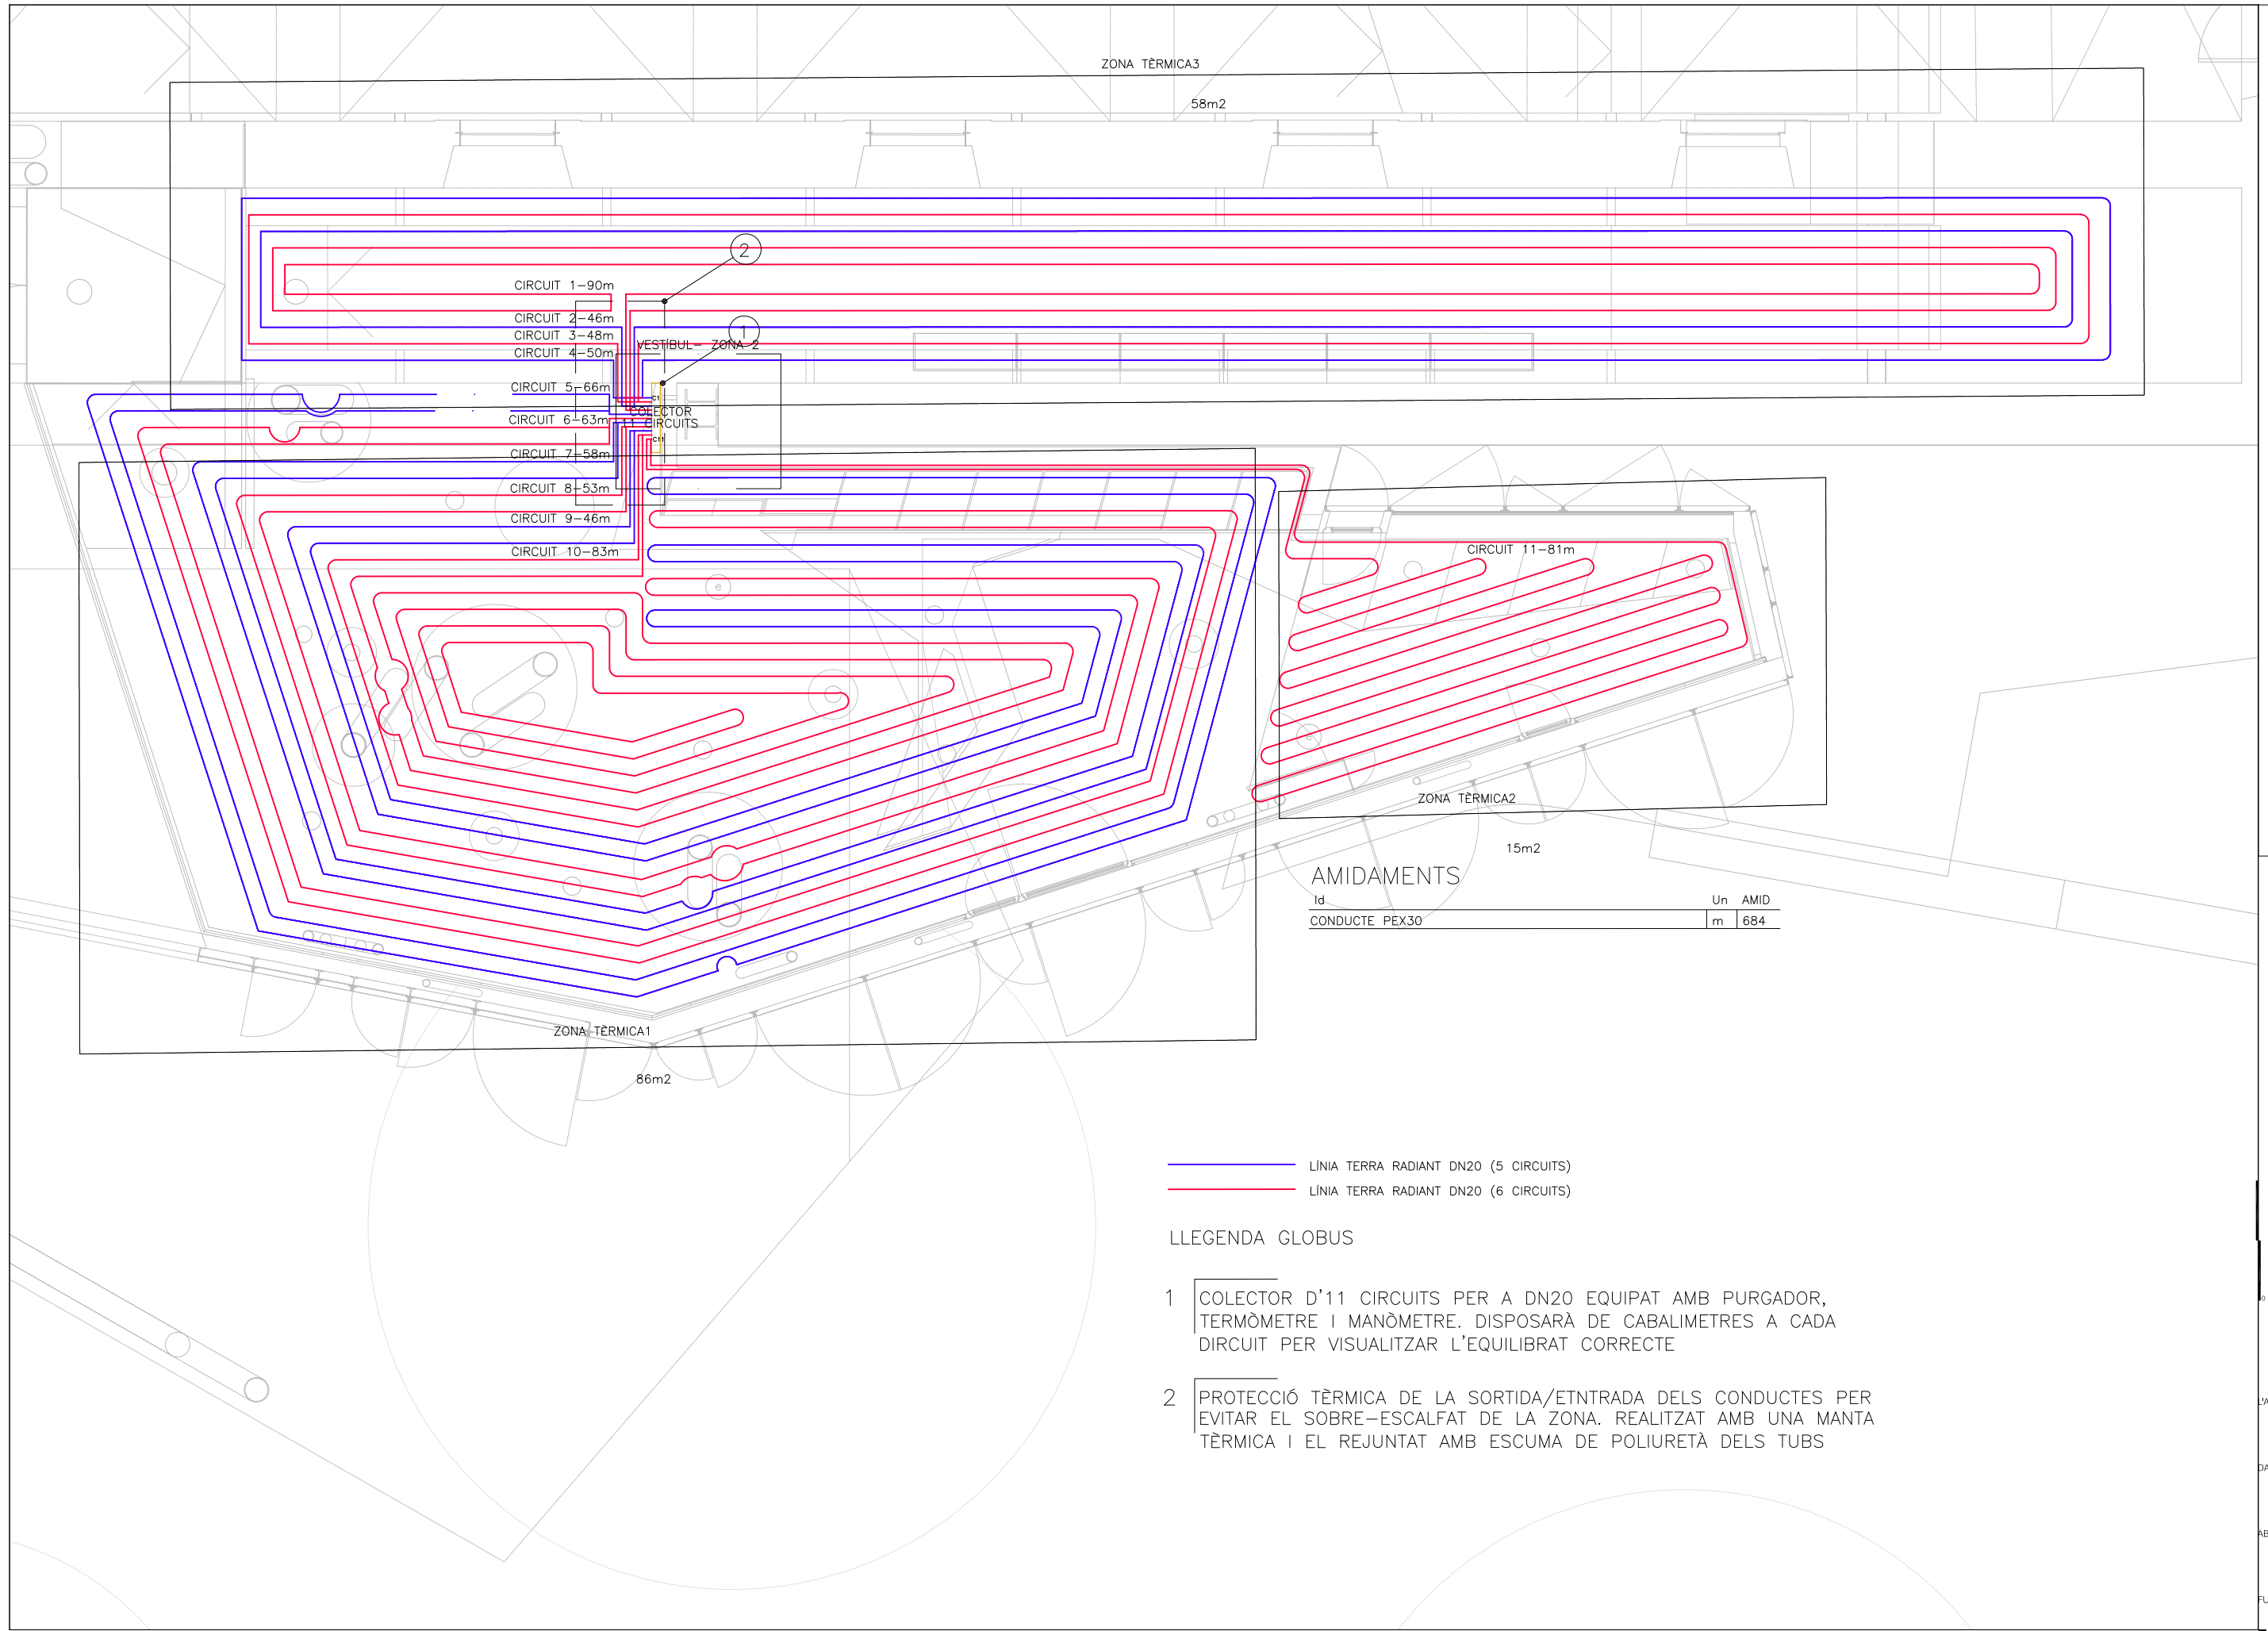 ZONA TÈRMICA3
58m2
2
CIRCUIT 1-90m
CIRCUIT 2-46m
1
CIRCUIT 3-48m
VESTÍBUL- ZONA 2
CIRCUIT 4-50m
CIRCUIT 5-66m
C1
COLECTOR
11 CIRCUITS
CIRCUIT 6-63m
C11
CIRCUIT 7-58m
CIRCUIT 8-53m
CIRCUIT 9-46m
CIRCUIT 10-83m
CIRCUIT 11-81m
ZONA TÈRMICA2
15m2
AMIDAMENTS
Id Un AMID
CONDUCTE PEX30 m 684
ZONA TÈRMICA1
86m2
LÍNIA TERRA RADIANT DN20 (5 CIRCUITS)
LÍNIA TERRA RADIANT DN20 (6 CIRCUITS)
LLEGENDA GLOBUS
1 COLECTOR D'11 CIRCUITS PER A DN20 EQUIPAT AMB PURGADOR,
TERMÒMETRE I MANÒMETRE. DISPOSARÀ DE CABALIMETRES A CADA
DIRCUIT PER VISUALITZAR L'EQUILIBRAT CORRECTE
2 PROTECCIÓ TÈRMICA DE LA SORTIDA/ETNTRADA DELS CONDUCTES PER
EVITAR EL SOBRE-ESCALFAT DE LA ZONA. REALITZAT AMB UNA MANTA
TÈRMICA I EL REJUNTAT AMB ESCUMA DE POLIURETÀ DELS TUBS